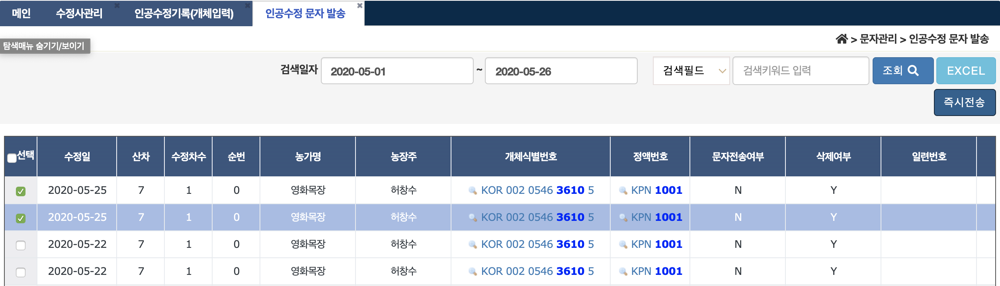 메인 수정사관리 인공수정기록(개체입력) 인공수정 문자 발송
> 문자관리 > 인공수정 문자 발송
탐색메뉴 숨기기/보이기
검색일자 2020-05-01 ~ 2020-05-26 검색필드 검색키워드 입력 조회 EXCEL
즉시전송
선택 수정일 산차 수정차수 순번 농가명 농장주 개체식별번호 정액번호 문자전송여부 삭제여부 일련번호
2020-05-25 7 1 0 영화목장 허창수 KOR 002 0546 3610 5 KPN 1001 N Y
2020-05-25 7 1 0 영화목장 허창수 KOR 002 0546 3610 5 KPN 1001 N Y
2020-05-22 7 1 0 영화목장 허창수 KOR 002 0546 3610 5 KPN 1001 N Y
2020-05-22 7 1 0 영화목장 허창수 KOR 002 0546 3610 5 KPN 1001 N Y